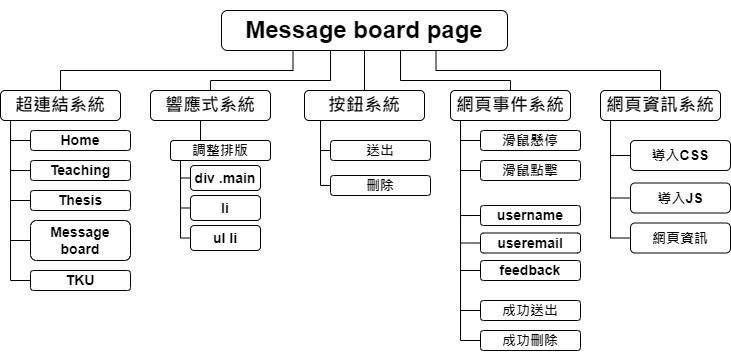 Message board page
超連結系統
Home
Teaching
Thesis
Message
board
TKU
響應式系統
調整排版
div .main
li
ul li
按鈕系統
送出
刪除
網頁事件系統
滑鼠懸停
滑鼠點擊
username
useremail
feedback
成功送出
成功刪除
網頁資訊系統
導入CSS
導入JS
網頁資訊